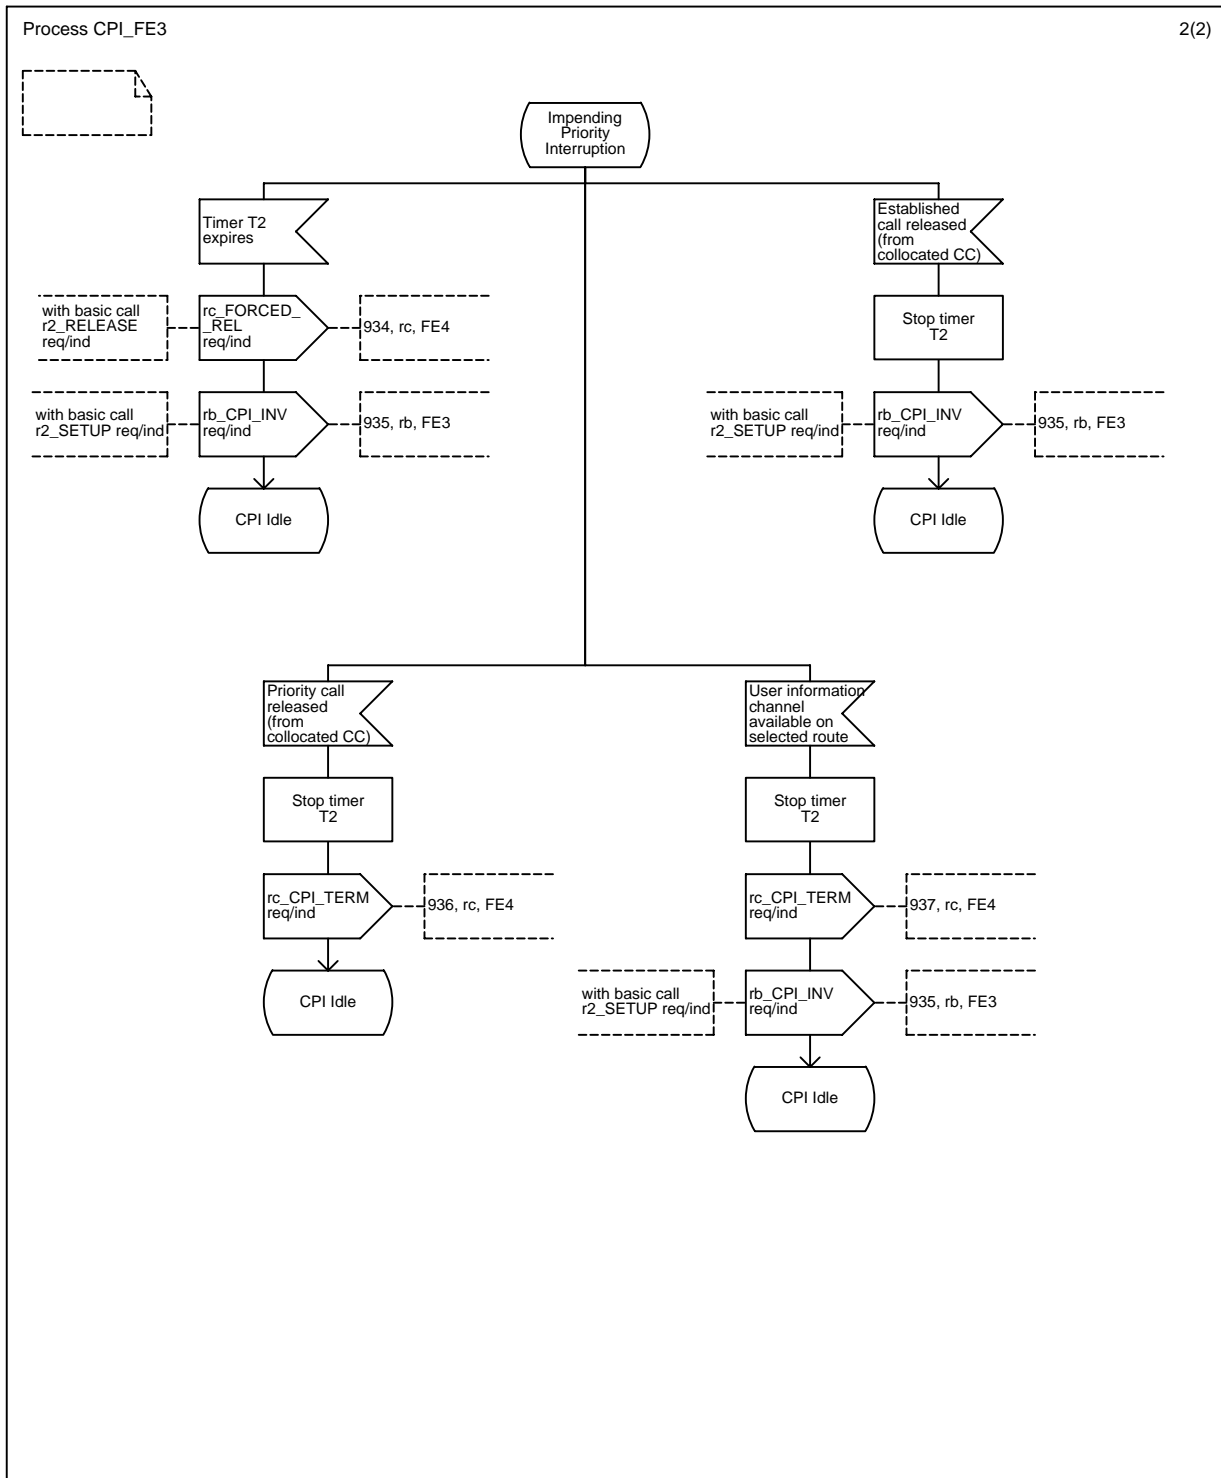 Process CPI_FE3
2(2)
Impending
Priority
Interruption
Timer T2
expires
Established
call released
(from
collocated CC)
with basic call
r2_RELEASE
req/ind
rc_FORCED_
_REL
req/ind
934, rc, FE4
Stop timer
T2
with basic call
r2_SETUP req/ind
rb_CPI_INV
req/ind
935, rb, FE3
with basic call
r2_SETUP req/ind
rb_CPI_INV
req/ind
935, rb, FE3
CPI Idle
CPI Idle
Priority call
released
(from
collocated CC)
User information
channel
available on
selected route
Stop timer
T2
Stop timer
T2
rc_CPI_TERM
req/ind
936, rc, FE4
rc_CPI_TERM
req/ind
937, rc, FE4
CPI Idle
with basic call
r2_SETUP req/ind
rb_CPI_INV
req/ind
935, rb, FE3
CPI Idle